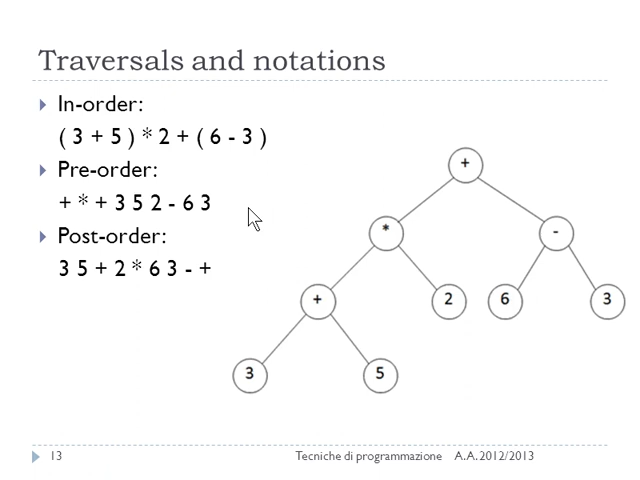 Traversals and notations
In-order:
( 3 + 5 ) * 2 + ( 6 - 3 )
Pre-order:
+ * + 3 5 2 - 6 3
Post-order:
3 5 + 2 * 6 3 - +
+
* -
+ 2 6 3
3 5
13 Tecniche di programmazione A.A. 2012/2013